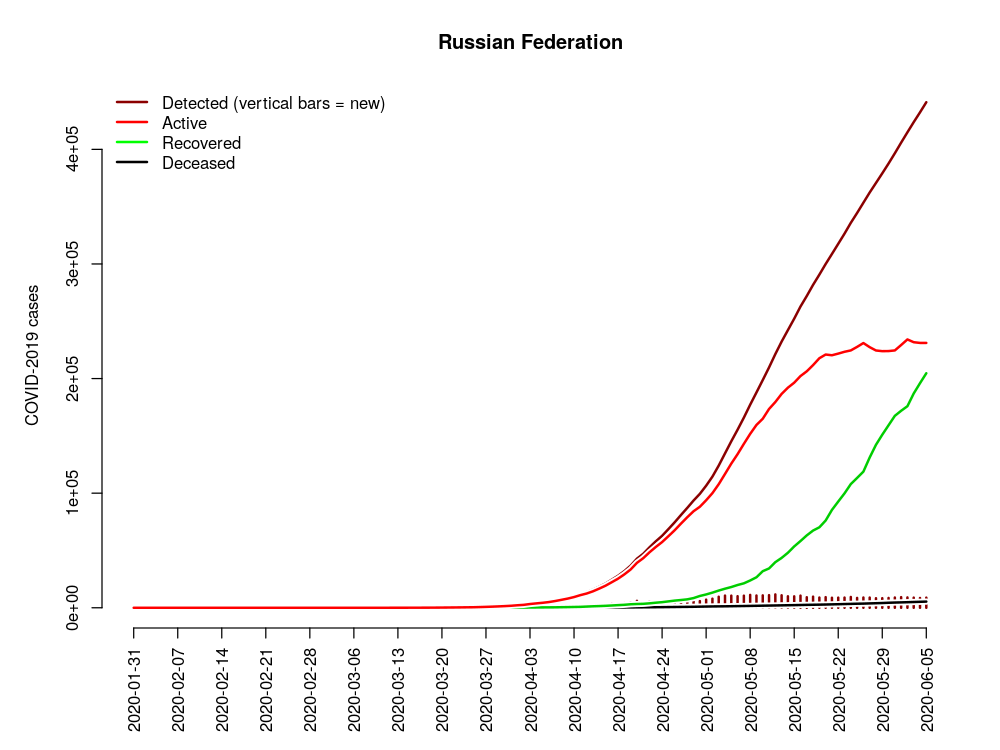 Russian Federation
Detected (vertical bars = new)
Active
Recovered
Deceased
COVID-2019 cases
4e+05
3e+05
2e+05
1e+05
0e+00
2020-01-31
2020-02-07
2020-02-14
2020-02-21
2020-02-28
2020-03-06
2020-03-13
2020-03-20
2020-03-27
2020-04-03
2020-04-10
2020-04-17
2020-04-24
2020-05-01
2020-05-08
2020-05-15
2020-05-22
2020-05-29
2020-06-05